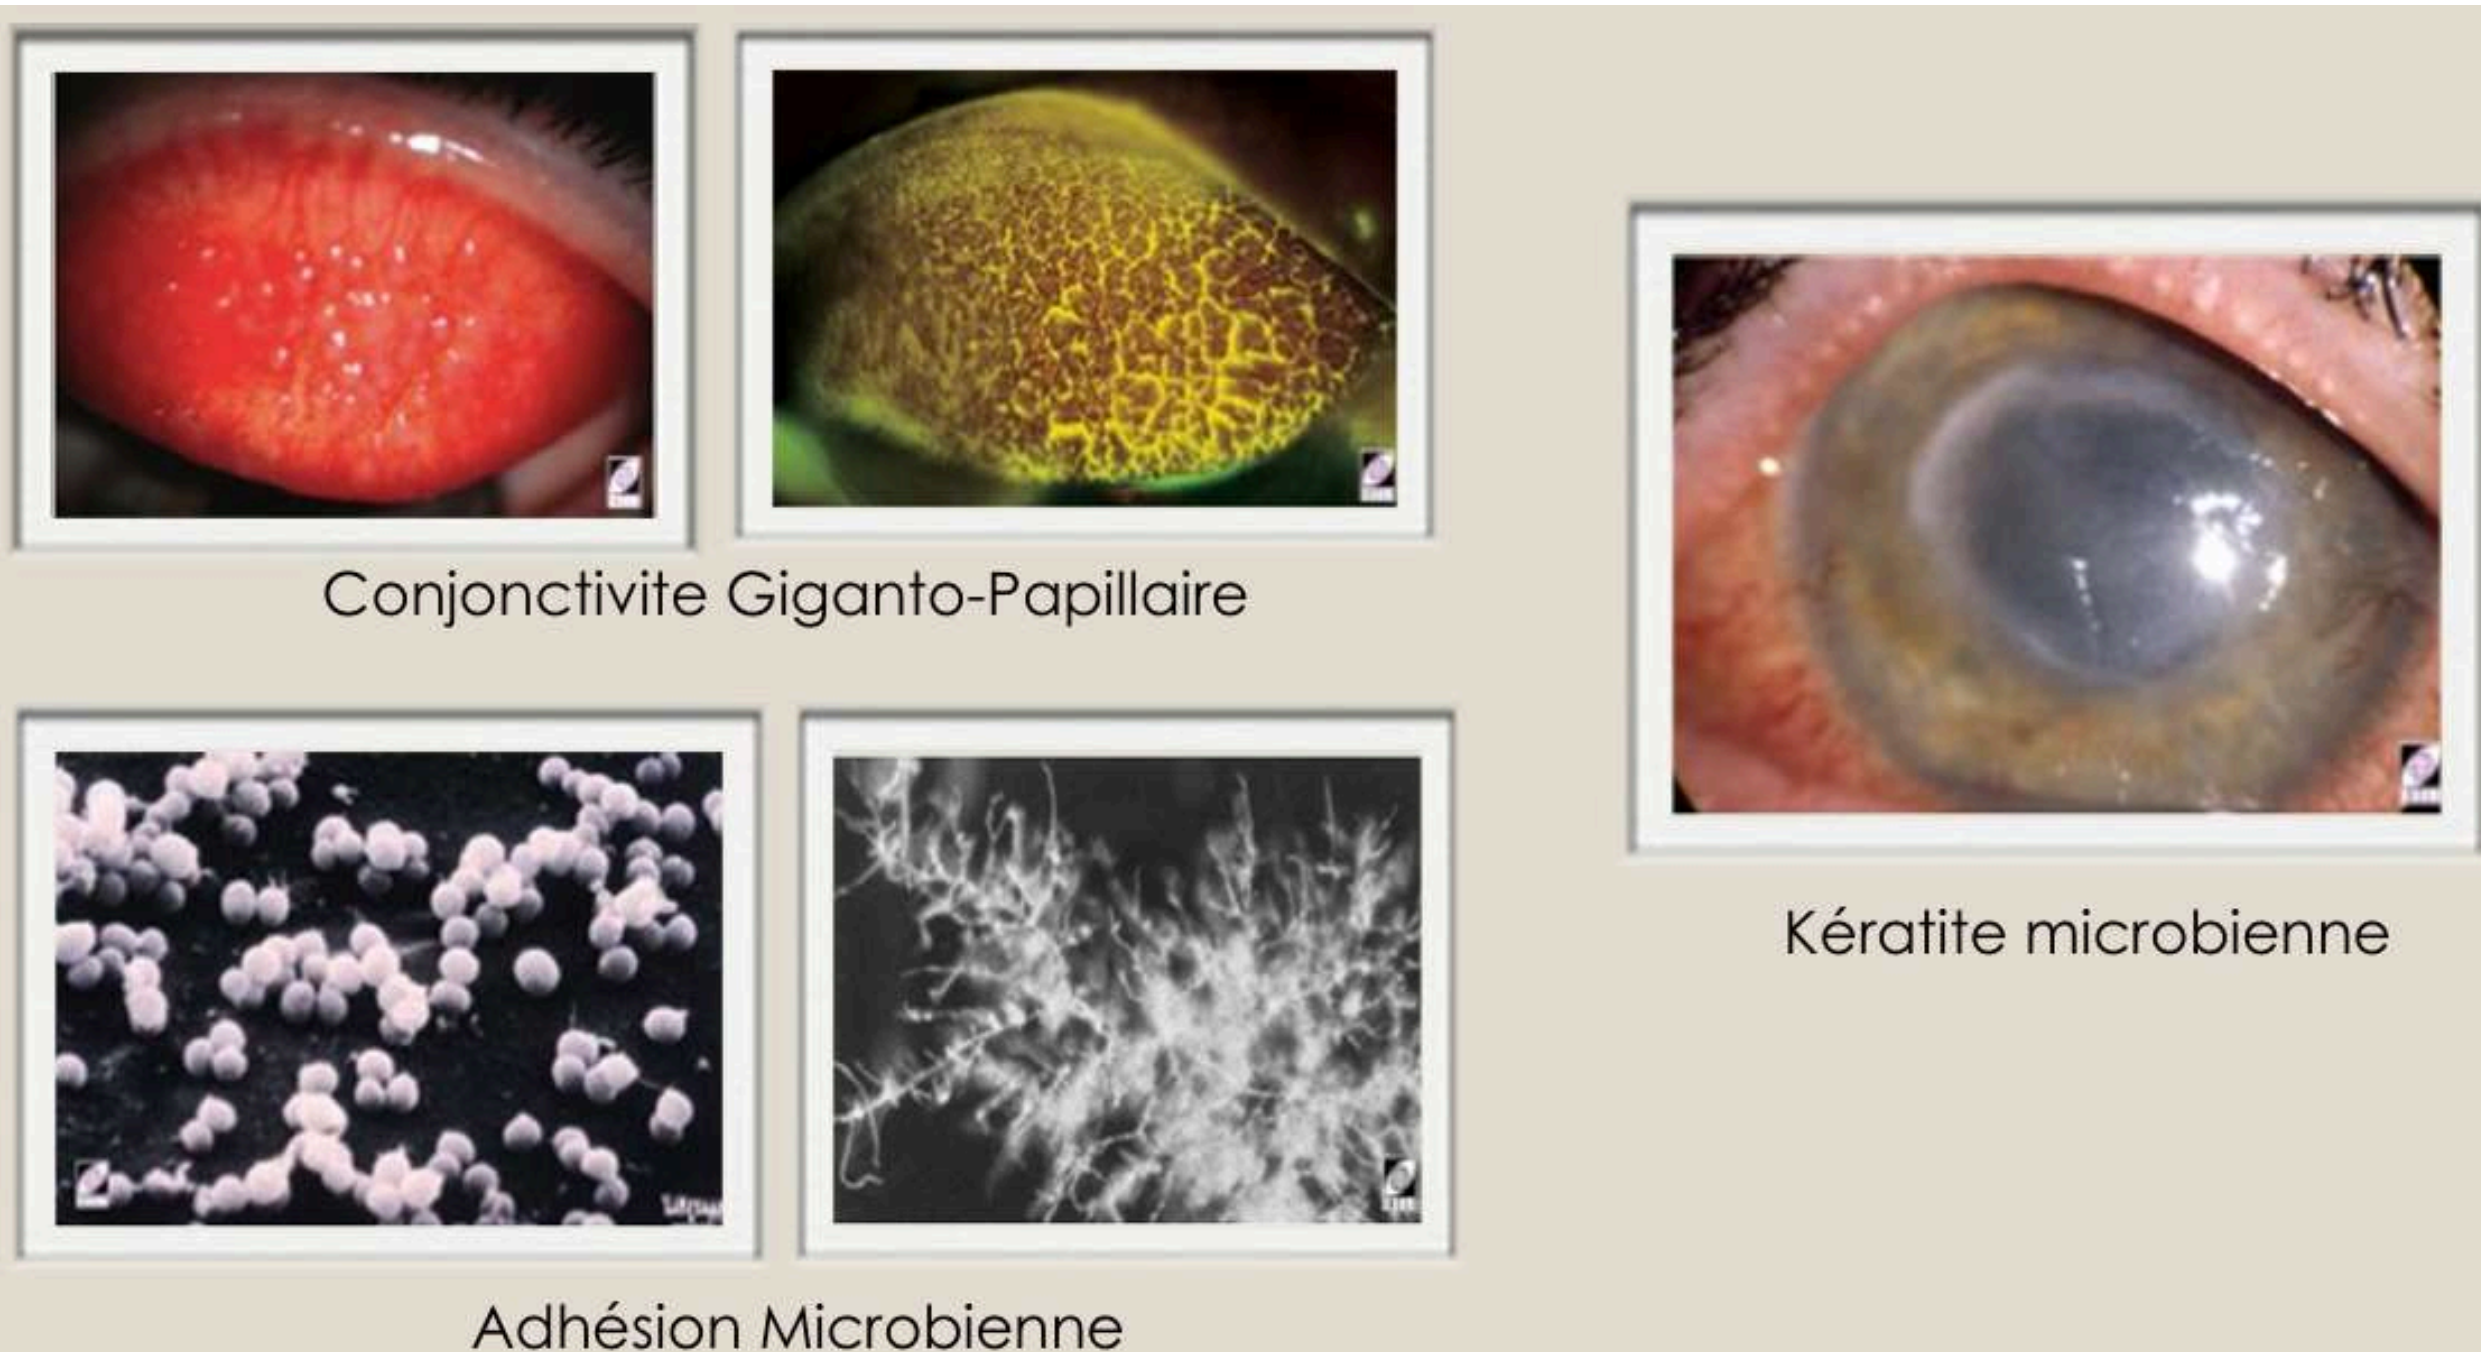 Conjonctivite Giganto-Papillaire
Kératite microbienne
Adhésion Microbienne